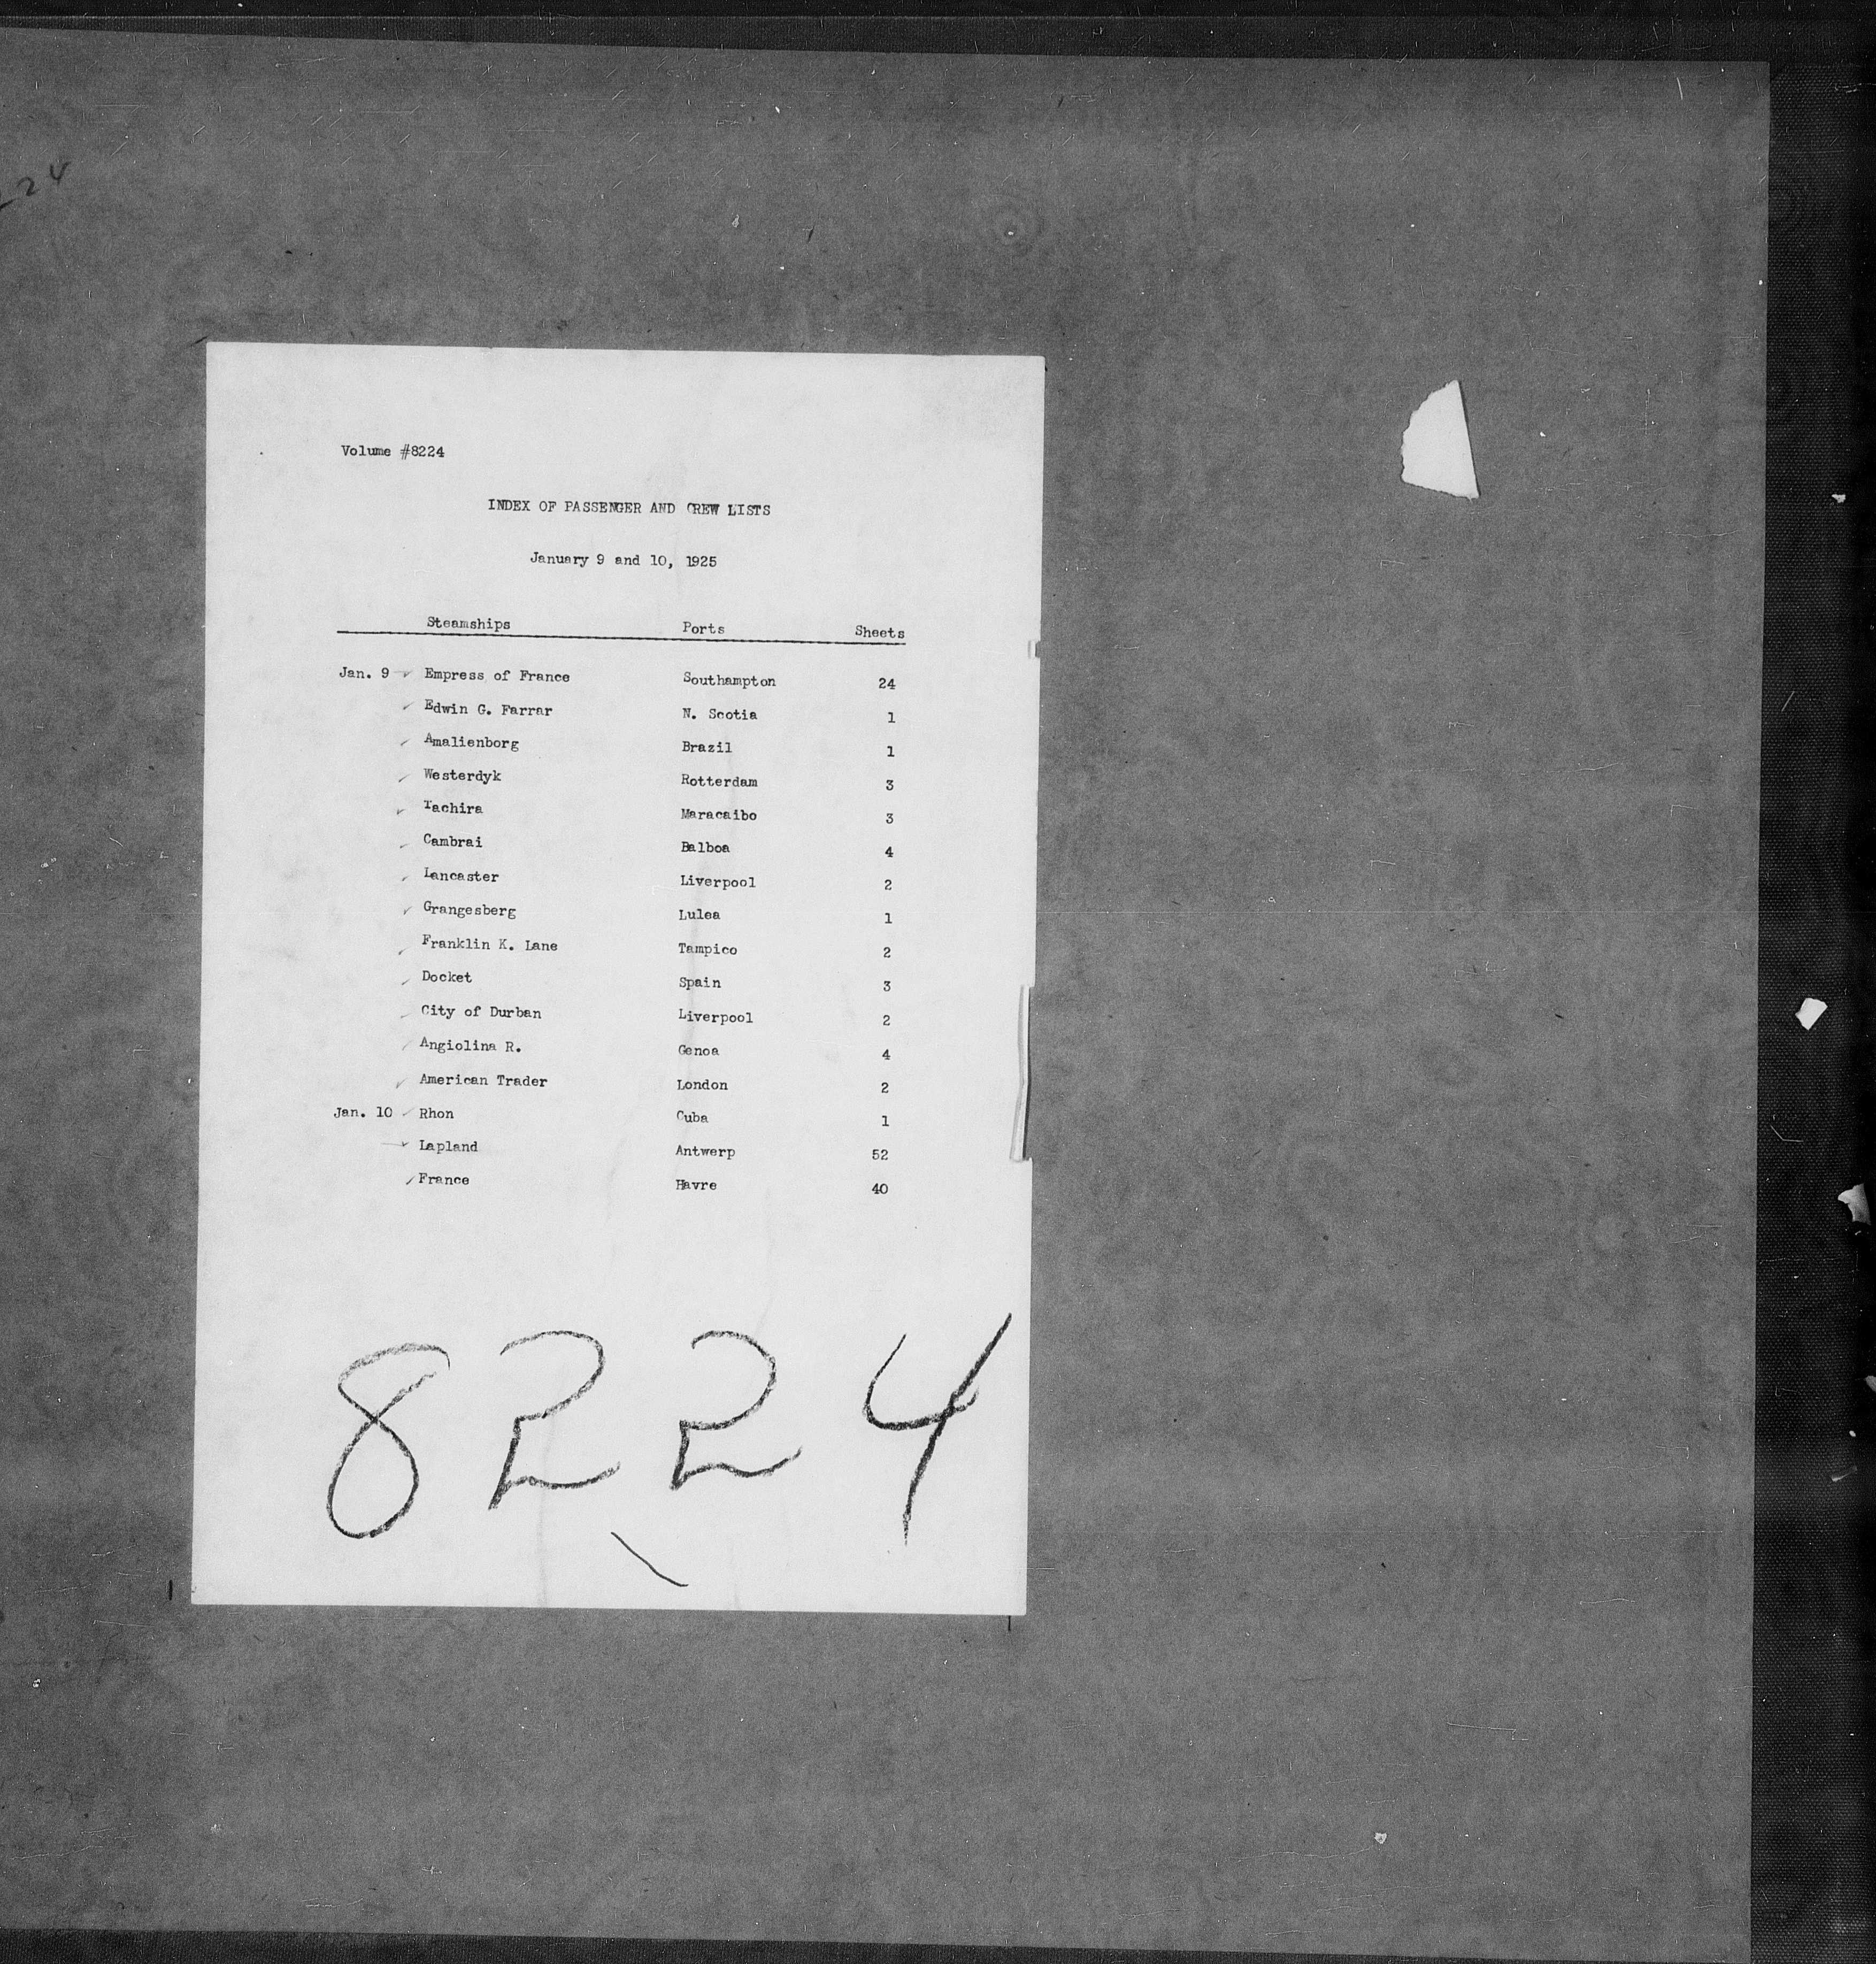 24
Volume #8224
INDEX OF PASSENGER AND CREW LISTS
January 9 and 10, 1925
Steamships Ports Sheets
Jan. 9 Empress of France Southampton 24
Edwin G. Farrar N. Scotia 1
Amalienborg Brazil 1
Westerdyk Rotterdam 3
Tachira Maracaibo 3
Cambrai Balboa 4
Lancaster Liverpool 2
Grangesberg Lulea 1
Franklin K. Lane Tampico 2
Docket Spain 3
City of Durban Liverpool 2
Angiolina R. Genoa 4
American Trader London 2
Jan. 10 Rhon Cuba 1
Lapland Antwerp 52
France Havre 40
8224